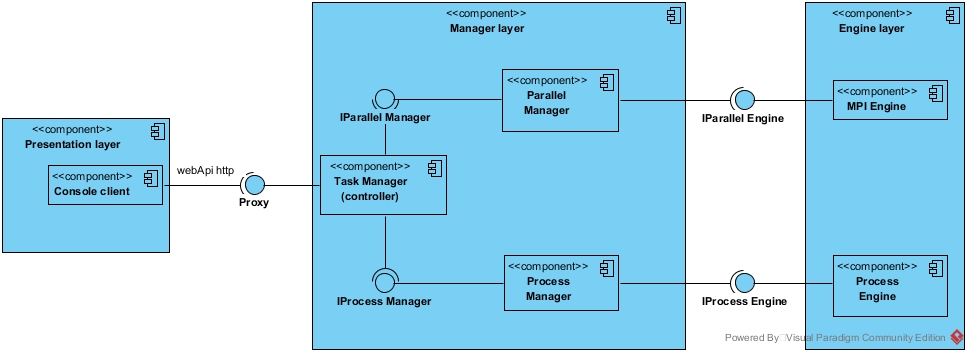 <<component>>
Manager layer
<<component>>
Engine layer
<<component>>
Parallel
Manager
<<component>>
MPI Engine
IParallel Manager
IParallel Engine
<<component>>
Presentation layer
<<component>>
Console client
webApi http
Proxy
<<component>>
Task Manager
(controller)
<<component>>
Process
Manager
<<component>>
Process
Engine
IProcess Manager
IProcess Engine
Powered By Visual Paradigm Community Edition